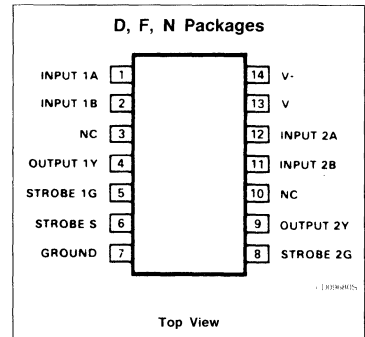 D, F, N Packages
INPUT 1A 1
INPUT 1B 2
NC 3
OUTPUT 1Y 4
STROBE 1G 5
STROBE S 6
GROUND 7
14 V-
13 V
12 INPUT 2A
11 INPUT 2B
10 NC
9 OUTPUT 2Y
8 STROBE 2G
Top View